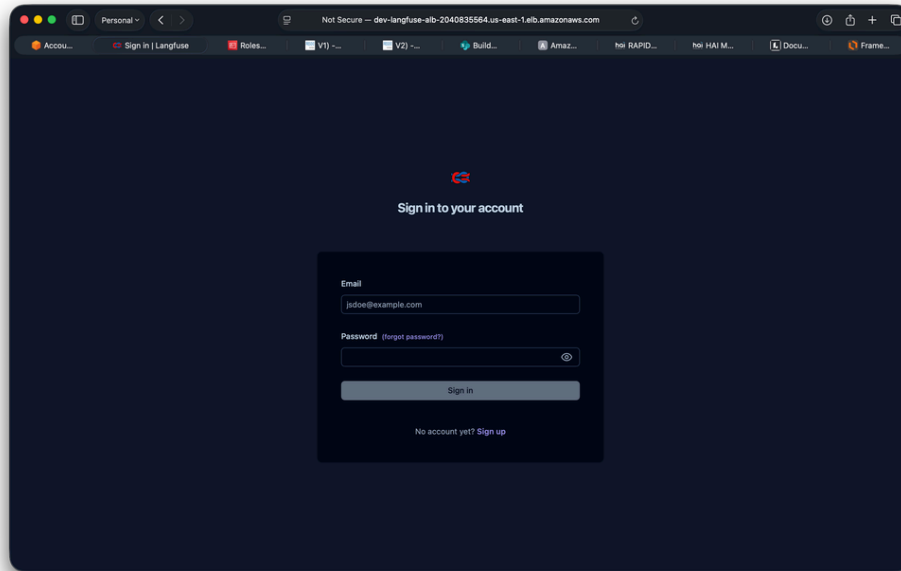 Personal
Not Secure — dev-langfuse-alb-2040835564.us-east-1.elb.amazonaws.com
Accou...
Sign in | Langfuse
Roles...
V1) -...
V2) -...
Build...
A Amaz...
hai RAPID...
hai HAI M...
L Docu...
Frame...
Sign in to your account
Email
jsdoe@example.com
Password (forgot password?)
Sign in
No account yet? Sign up